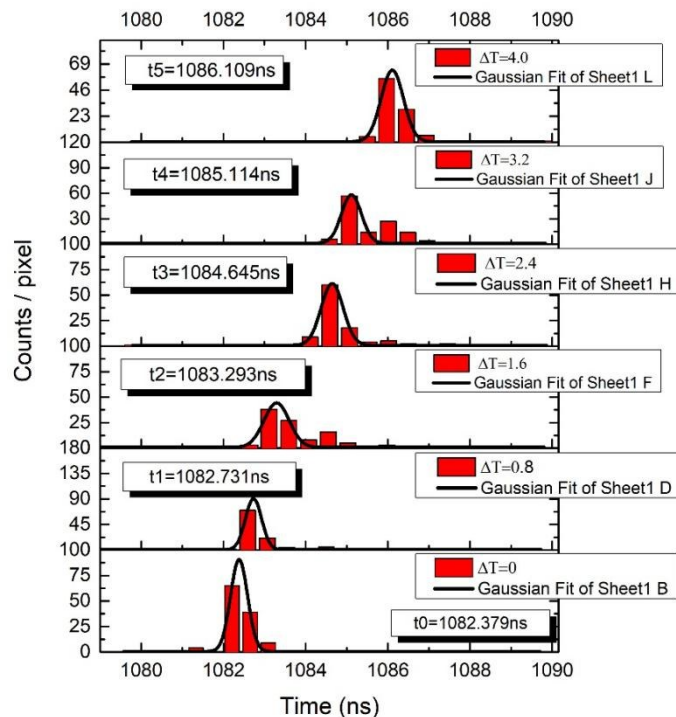 1080 1082 1084 1086 1088 1090
69
46
23
120
t5=1086.109ns
ΔT=4.0
Gaussian Fit of Sheet1 L
90
60
30
100
t4=1085.114ns
ΔT=3.2
Gaussian Fit of Sheet1 J
75
50
25
100
t3=1084.645ns
ΔT=2.4
Gaussian Fit of Sheet1 H
75
50
25
180
t2=1083.293ns
ΔT=1.6
Gaussian Fit of Sheet1 F
135
90
45
100
t1=1082.731ns
ΔT=0.8
Gaussian Fit of Sheet1 D
75
50
25
0
ΔT=0
Gaussian Fit of Sheet1 B
t0=1082.379ns
1080 1082 1084 1086 1088 1090
Time (ns)
Counts / pixel